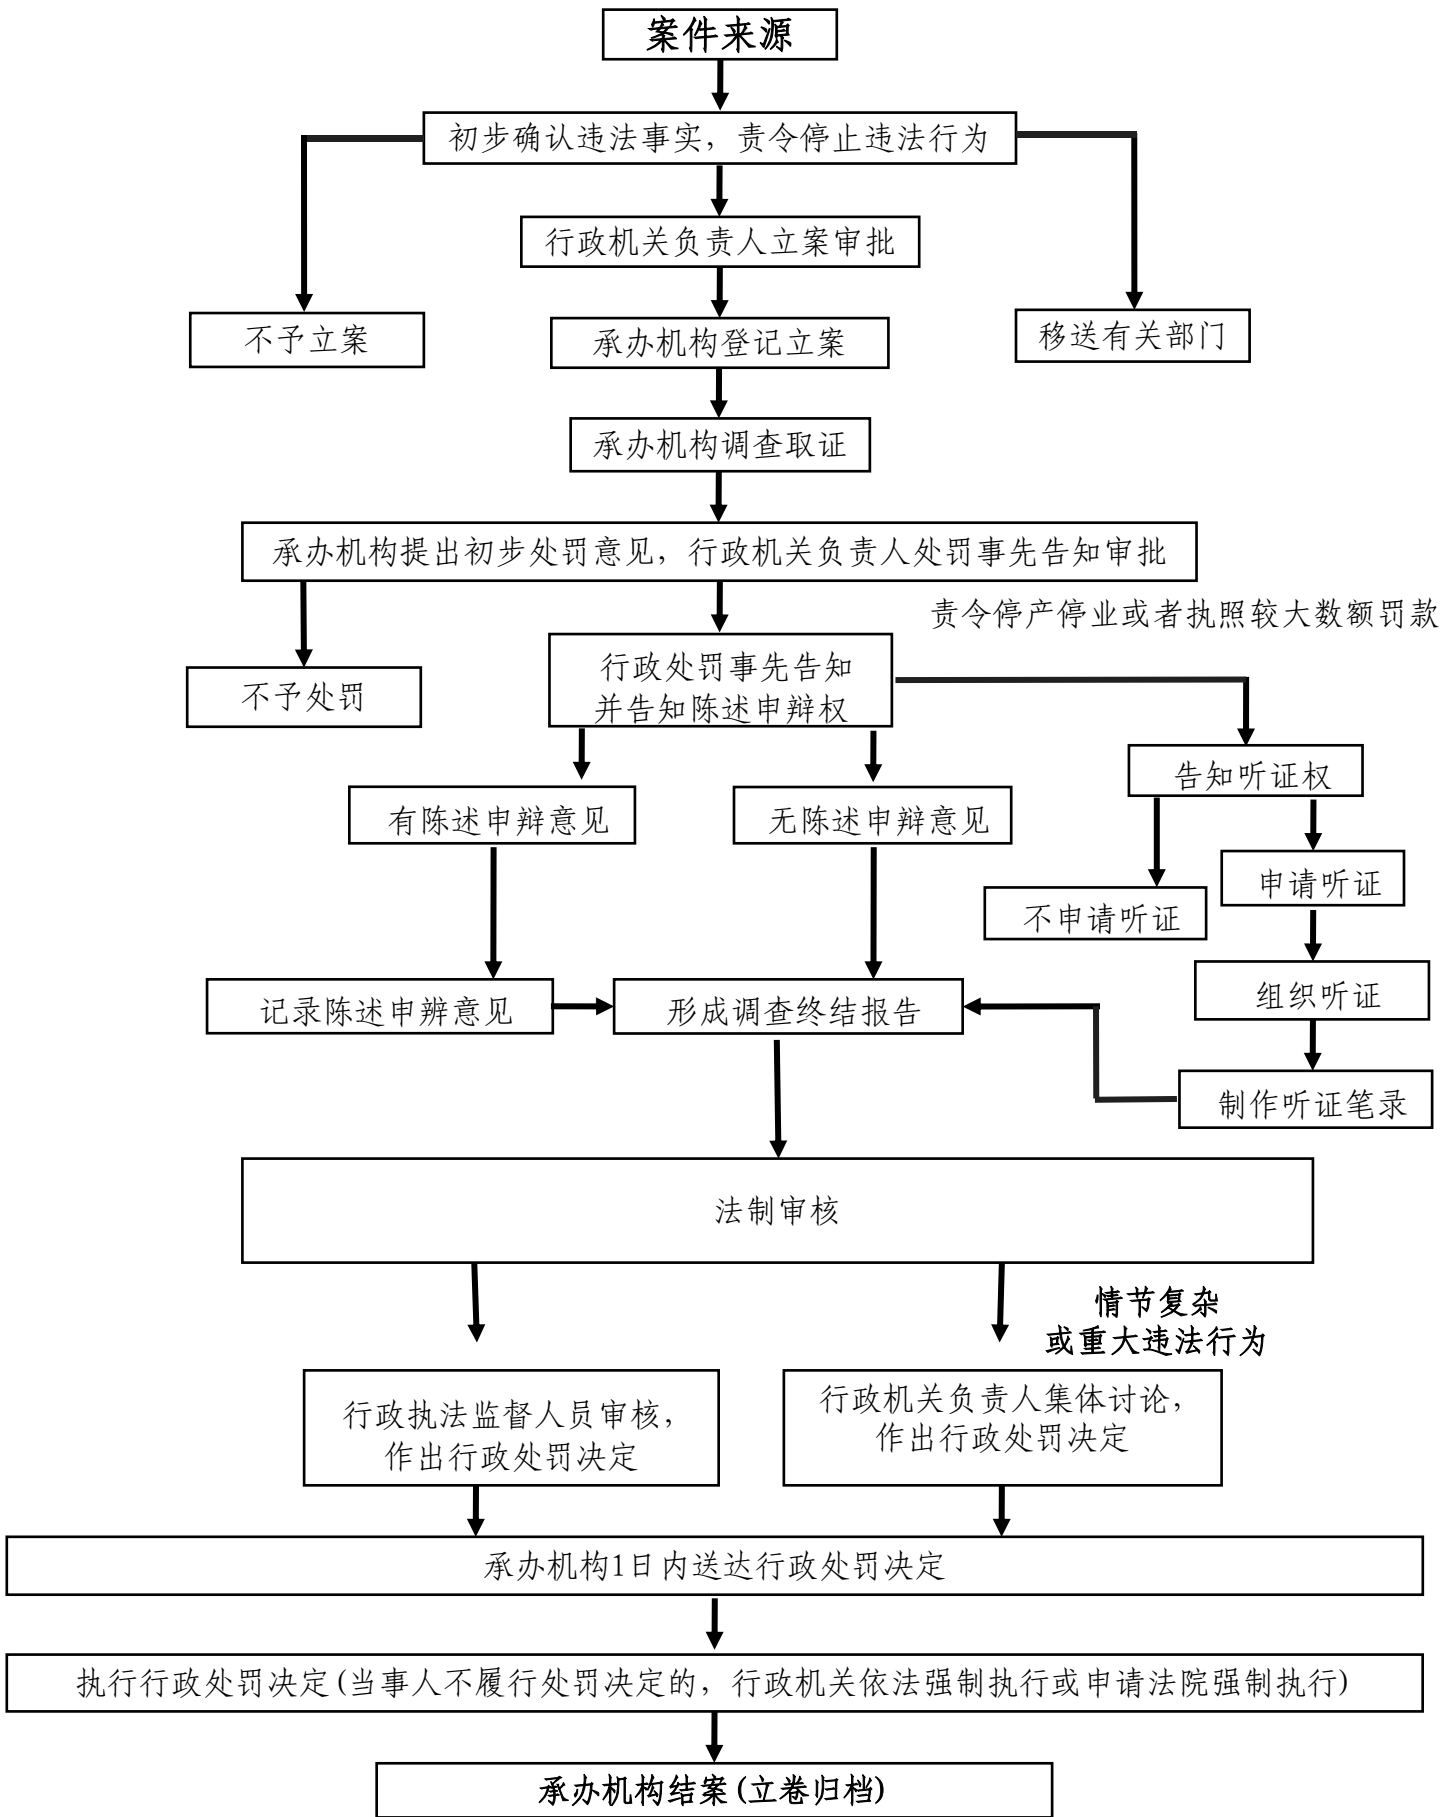 案件来源
初步确认违法事实，责令停止违法行为
行政机关负责人立案审批
不予立案
承办机构登记立案
移送有关部门
承办机构调查取证
承办机构提出初步处罚意见，行政机关负责人处罚事先告知审批
责令停产停业或者执照较大数额罚款
行政处罚事先告知
并告知陈述申辩权
不予处罚
告知听证权
有陈述申辩意见
无陈述申辩意见
申请听证
不申请听证
组织听证
记录陈述申辨意见
形成调查终结报告
制作听证笔录
法制审核
情节复杂
或重大违法行为
行政执法监督人员审核，
作出行政处罚决定
行政机关负责人集体讨论，
作出行政处罚决定
承办机构1日内送达行政处罚决定
执行行政处罚决定(当事人不履行处罚决定的，行政机关依法强制执行或申请法院强制执行)
承办机构结案(立卷归档)